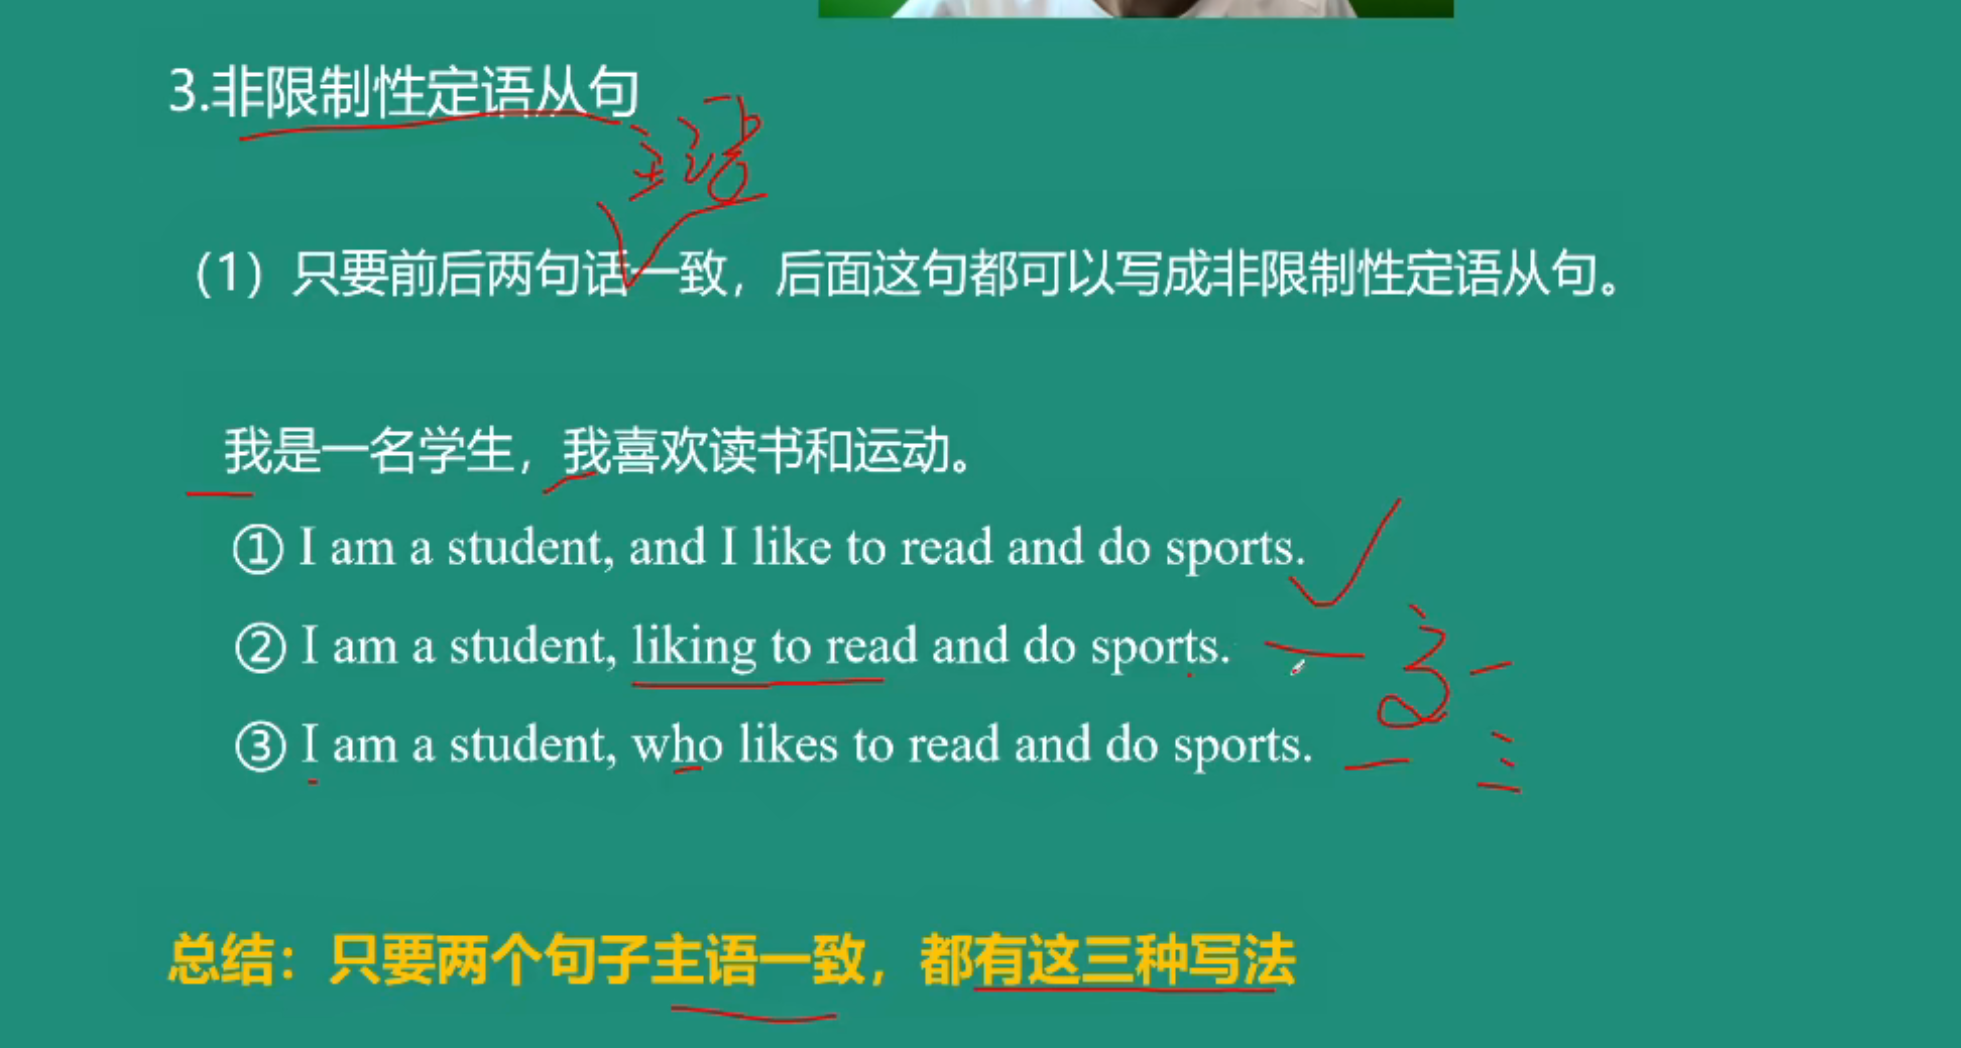 3.非限制性定语从句
主语
（1）只要前后两句话一致，后面这句都可以写成非限制性定语从句。
我是一名学生，我喜欢读书和运动。
① I am a student, and I like to read and do sports.
② I am a student, liking to read and do sports.
③ I am a student, who likes to read and do sports.
总结：只要两个句子主语一致，都有这三种写法